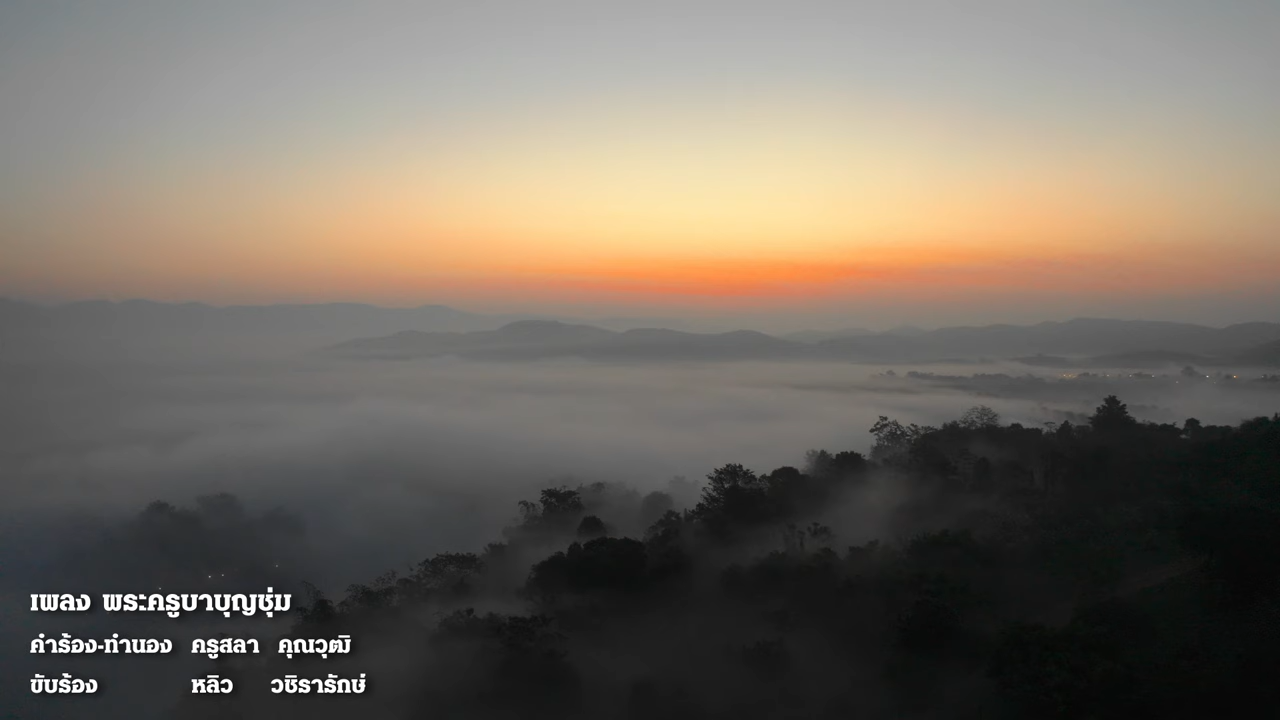 เพลง พระครูบาบุญชุ่ม
คำร้อง-ทำนอง ครูสลา คุณวุฒิ
ขับร้อง หลิว วชิรารักษ์